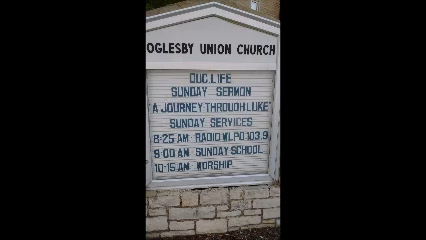 OGLESBY UNION CHURCH
OUC.LIFE
SUNDAY SERMON
"A JOURNEY THROUGH LUKE"
SUNDAY SERVICES
8:25 AM RADIO WLPO 103.9
9:00 AM SUNDAY SCHOOL
10:15 AM WORSHIP